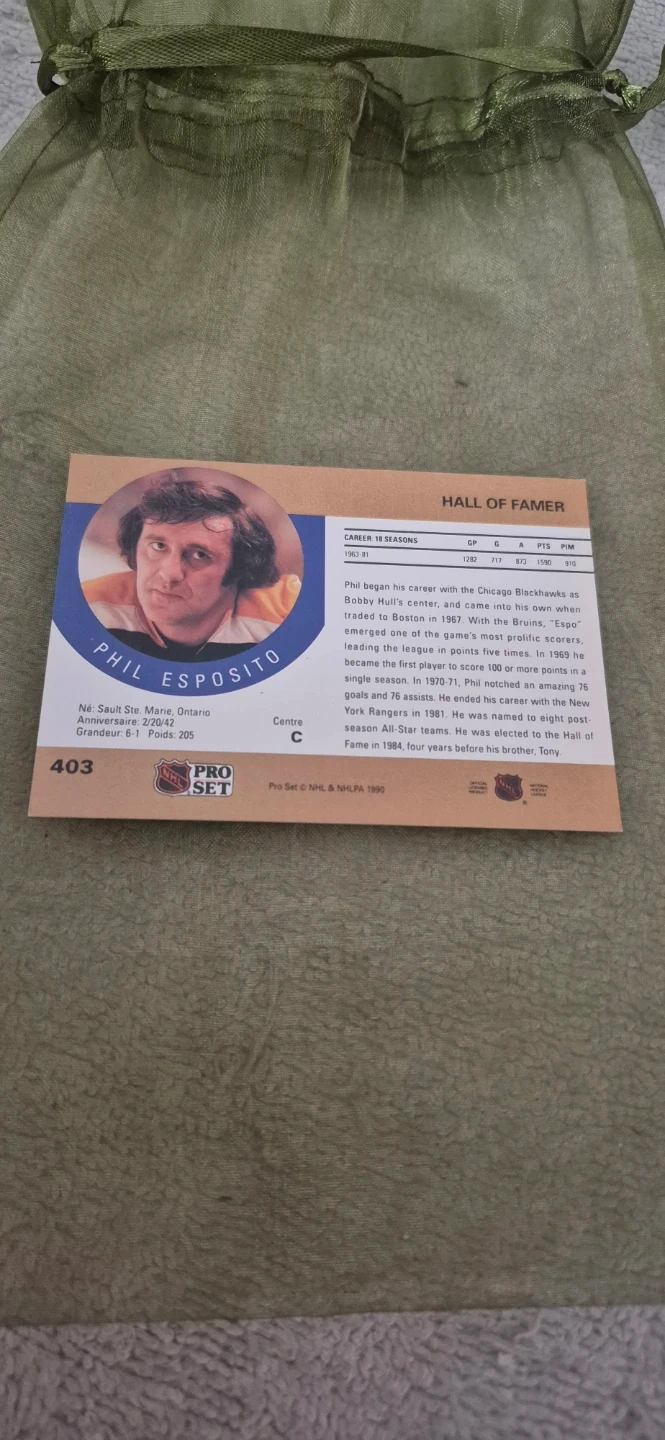 HALL OF FAMER
PHIL ESPOSITO
Né: Sault Ste. Marie, Ontario
Anniversaire: 2/20/42
Grandeur: 6-1 Poids: 205
Centre
C
CAREER: 18 SEASONS GP G A PTS PIM
1963-81 1282 717 873 1590 910
Phil began his career with the Chicago Blackhawks as
Bobby Hull's center, and came into his own when
traded to Boston in 1967. With the Bruins, "Espo"
emerged one of the game's most prolific scorers,
leading the league in points five times. In 1969 he
became the first player to score 100 or more points in a
single season. In 1970-71, Phil notched an amazing 76
goals and 76 assists. He ended his career with the New
York Rangers in 1981. He was named to eight post-
season All-Star teams. He was elected to the Hall of
Fame in 1984, four years before his brother, Tony.
403
NHL PRO
SET
Pro Set © NHL & NHLPA 1990
OFFICIAL
LICENSED
PRODUCT
NHL
®
NATIONAL
HOCKEY
LEAGUE